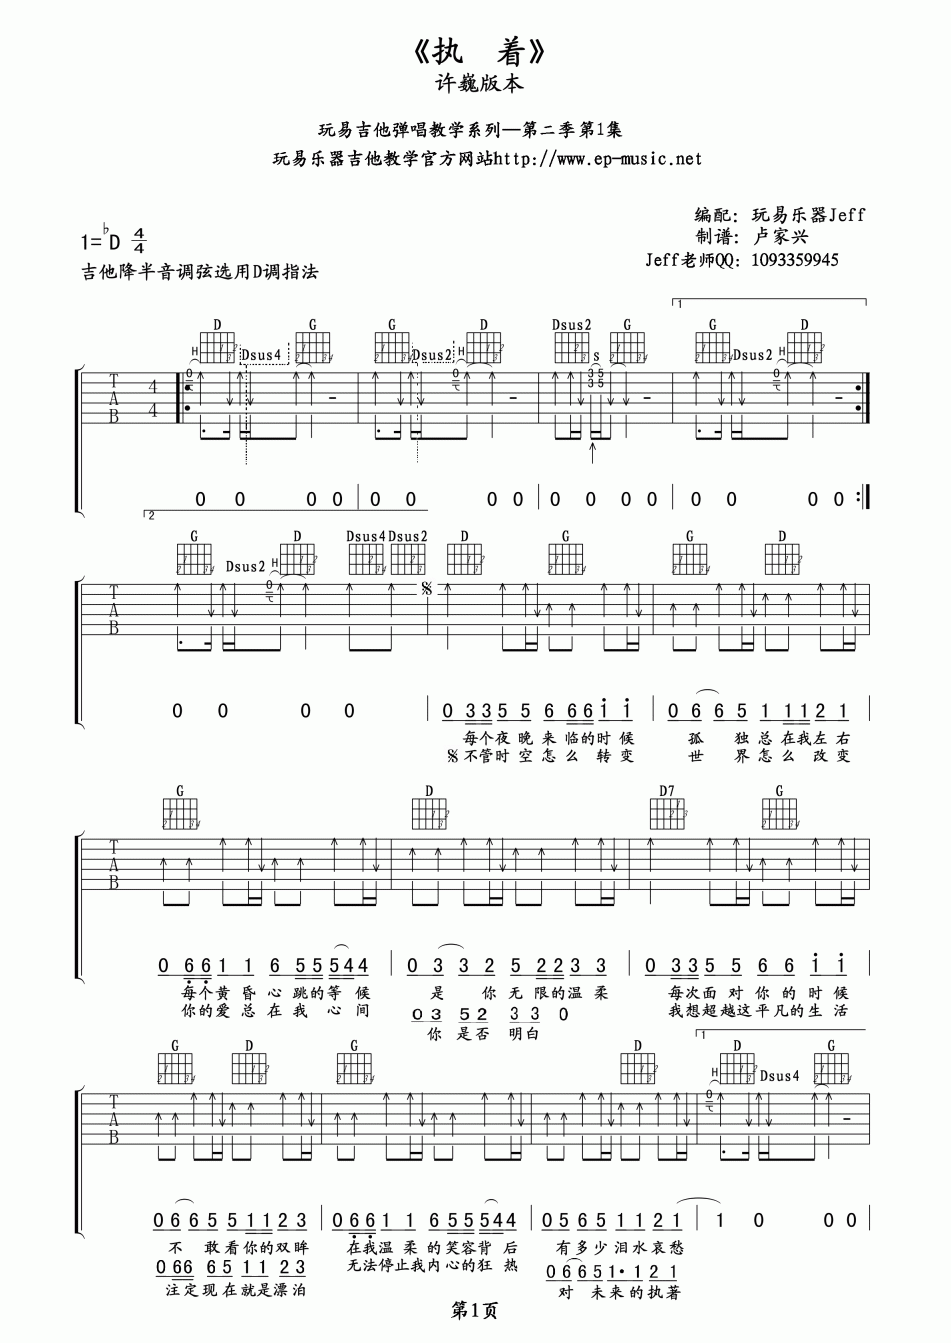 《执 着》
许巍版本
玩易吉他弹唱教学系列—第二季第1集
玩易乐器吉他教学官方网站http://www.ep-music.net
编配: 玩易乐器Jeff
1=♭D 4/4
制谱: 卢家兴
Jeff老师QQ: 1093359945
吉他降半音调弦选用D调指法
1
D G G D Dsus2 G G D
H Dsus4 Dsus2 H S Dsus2 H
T A B 4/4
0 0 0 0 0 0 0 0 0 0 0 0 0 0 0 0
2
G D Dsus4 Dsus2 D G G D
Dsus2 H
T A B
0 0 0 0 0 3 3 5 5 6 6 6 i i 0 6 6 5 1 1 1 2 1
每个夜晚来临的时候 孤 独总在我左右
不管时空怎么 转变 世 界怎么 改变
G D D7 G
T A B
0 6 6 1 1 6 5 5 5 4 4 0 3 3 2 5 2 2 3 3 0 3 3 5 5 6 6 6 i i
每个黄昏心跳的等候 是 你无限的温柔 每次面对你的时候
你的爱总在我 心间 0 3 5 2 3 3 0 我想超越这平凡的生活
你是否 明白
1
G D G D D G
H Dsus4
T A B
0 6 6 5 5 1 1 2 3 0 6 6 1 1 6 5 5 5 4 4 0 5 6 5 1 1 2 1 1 0 0 0
不 敢看你的双眸 在我温柔的笑容背后 有多少泪水哀愁
0 6 6 6 5 1 1 2 1 无法停止我内心的狂 热 0 6 6 5 1· 1 2 1
注定现在就是漂泊 对 未来的执著
第1页